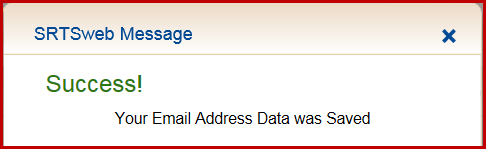 SRTSweb Message
Success!
Your Email Address Data was Saved